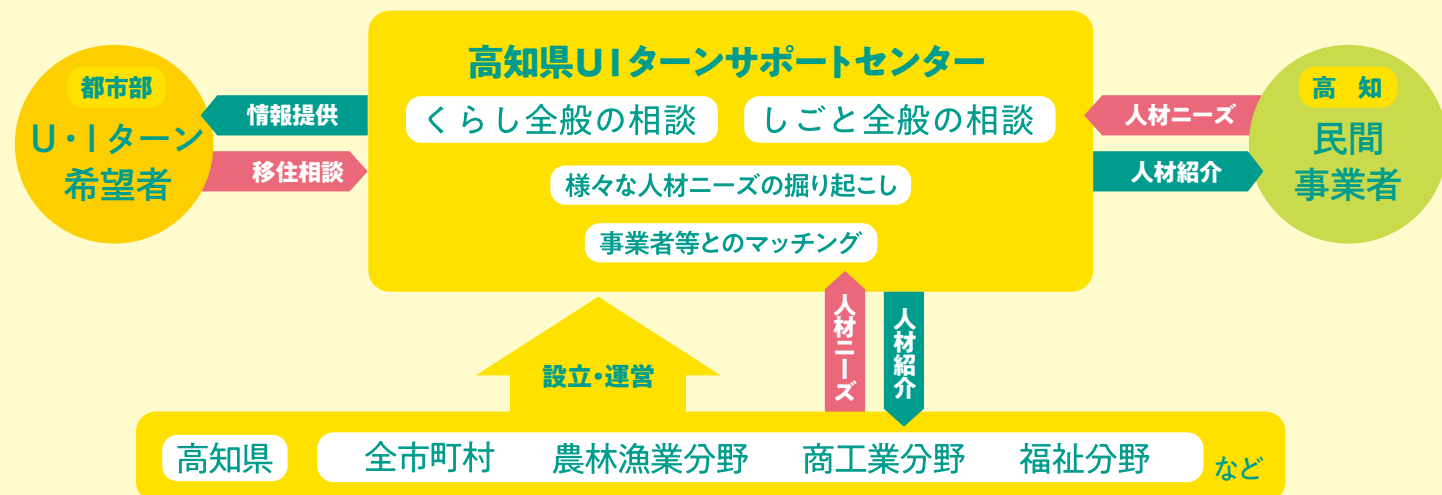 高知県UIターンサポートセンター
くらし全般の相談
しごと全般の相談
様々な人材ニーズの掘り起こし
事業者等とのマッチング
都市部
U・Iターン
希望者
情報提供
移住相談
人材ニーズ
人材紹介
高 知
民間
事業者
人材ニーズ
人材紹介
設立・運営
高知県
全市町村 農林漁業分野 商工業分野 福祉分野
など